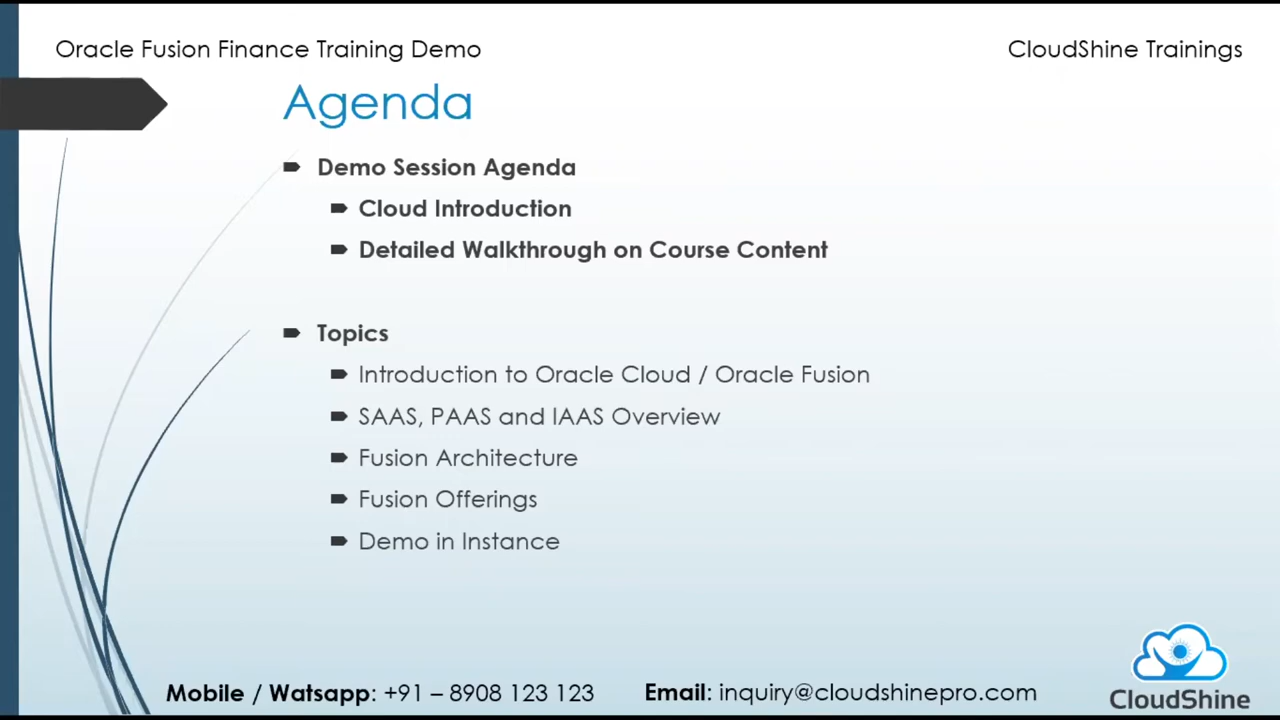 Oracle Fusion Finance Training Demo
CloudShine Trainings
Agenda
Demo Session Agenda
Cloud Introduction
Detailed Walkthrough on Course Content
Topics
Introduction to Oracle Cloud / Oracle Fusion
SAAS, PAAS and IAAS Overview
Fusion Architecture
Fusion Offerings
Demo in Instance
Mobile / Watsapp: +91 – 8908 123 123
Email: inquiry@cloudshinepro.com
CloudShine